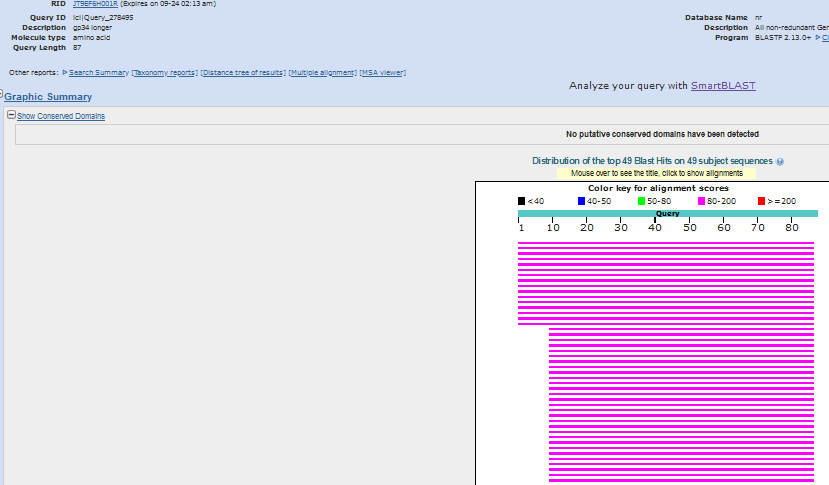 RID JT9EF6H001R (Expires on 09-24 02:13 am)
Query ID lcl|Query_278495
Description gp34 longer
Molecule type amino acid
Query Length 87
Database Name nr
Description All non-redundant Gen
Program BLASTP 2.13.0+ Ci
Other reports: Search Summary [Taxonomy reports] [Distance tree of results] [Multiple alignment] [MSA viewer]
Analyze your query with SmartBLAST
Graphic Summary
Show Conserved Domains
No putative conserved domains have been detected
Distribution of the top 49 Blast Hits on 49 subject sequences
Mouse over to see the title, click to show alignments
Color key for alignment scores
<40 40-50 50-80 80-200 >=200
Query
1 10 20 30 40 50 60 70 80